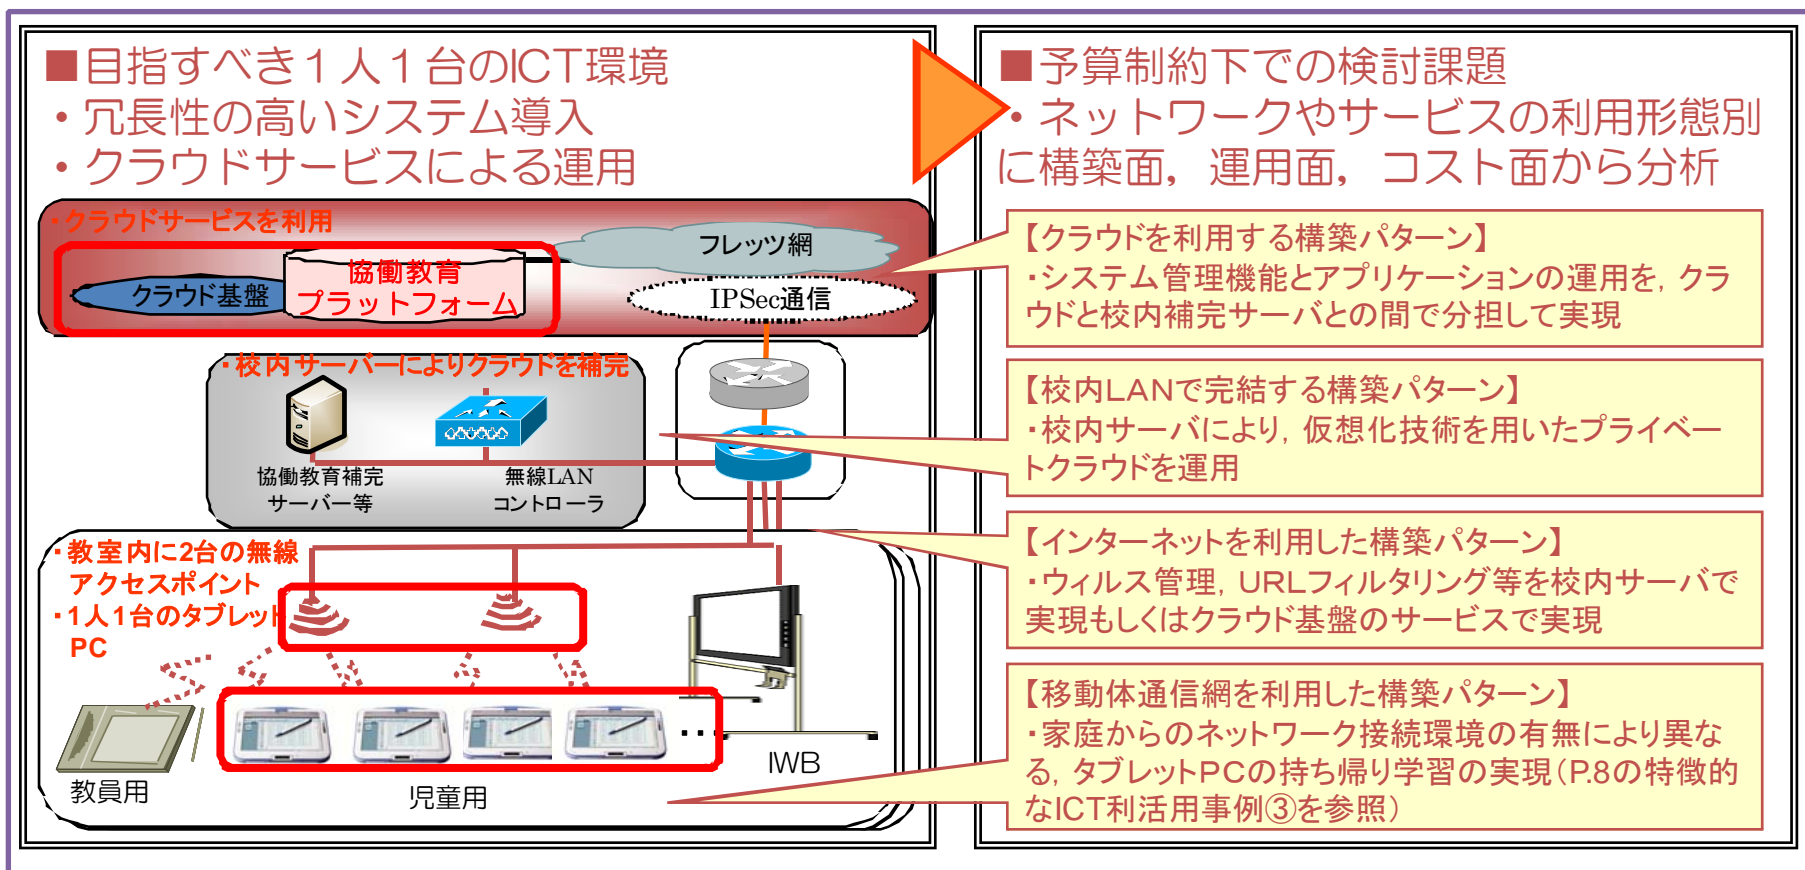 ■目指すべき１人１台のICT環境
・冗長性の高いシステム導入
・クラウドサービスによる運用
・クラウドサービスを利用
フレッツ網
協働教育
プラットフォーム
クラウド基盤
IPSec通信
・校内サーバーによりクラウドを補完
協働教育補完
サーバー等
無線LAN
コントローラ
・教室内に2台の無線
アクセスポイント
・1人1台のタブレット
PC
…
IWB
教員用
児童用
■予算制約下での検討課題
・ネットワークやサービスの利用形態別
に構築面，運用面，コスト面から分析
【クラウドを利用する構築パターン】
・システム管理機能とアプリケーションの運用を，クラ
ウドと校内補完サーバとの間で分担して実現
【校内ＬＡＮで完結する構築パターン】
・校内サーバにより，仮想化技術を用いたプライベー
トクラウドを運用
【インターネットを利用した構築パターン】
・ウィルス管理，ＵＲＬフィルタリング等を校内サーバで
実現もしくはクラウド基盤のサービスで実現
【移動体通信網を利用した構築パターン】
・家庭からのネットワーク接続環境の有無により異な
る，タブレットＰＣの持ち帰り学習の実現（P.8の特徴的
なICT利活用事例③を参照）